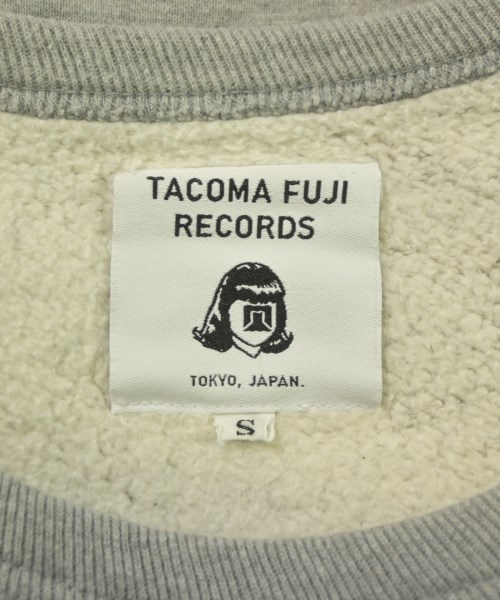 TACOMA FUJI
RECORDS
TOKYO, JAPAN.
S